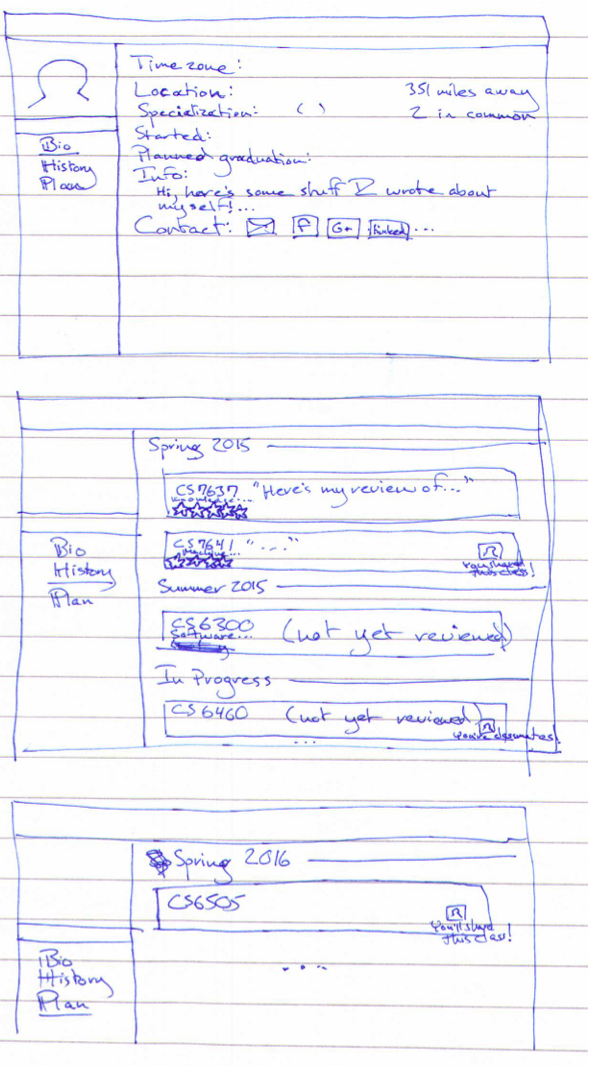 Time zone:
Location: 351 miles away
Specialization: ( ) 2 in common
Started:
Planned graduation:
Info:
Hi, here's some stuff I wrote about
myself!...
Contact: f G+ linked ...
Bio
History
Plan
Spring 2015
CS7637 "Here's my review of..."
Knowledge...
CS7641 "..."
You shared
this class!
Summer 2015
CS6300 (not yet reviewed)
Software...
In Progress
CS6460 (not yet reviewed)
You're classmates!
...
Bio
History
Plan
Spring 2016
CS6505
You'll share
this class!
...
Bio
History
Plan